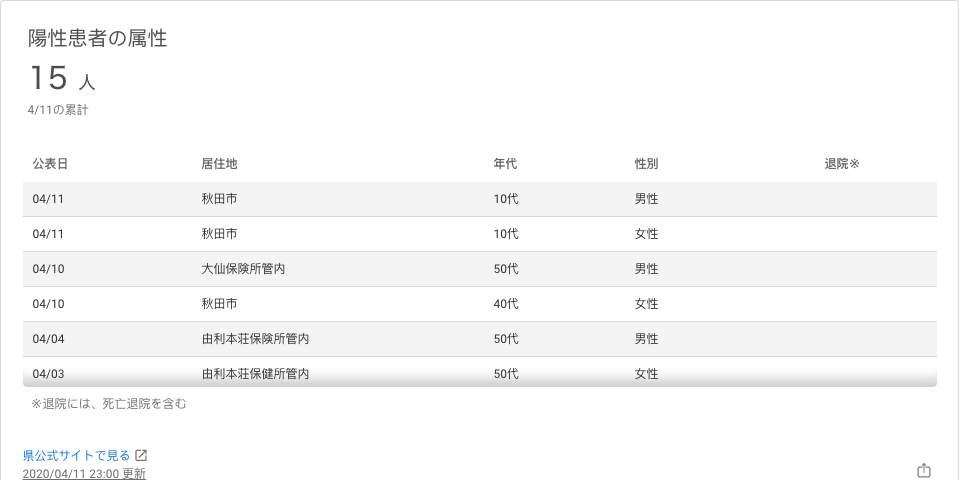 陽性患者の属性
15 人
4/11の累計
公表日 居住地 年代 性別 退院※
04/11 秋田市 10代 男性
04/11 秋田市 10代 女性
04/10 大仙保険所管内 50代 男性
04/10 秋田市 40代 女性
04/04 由利本荘保険所管内 50代 男性
04/03 由利本荘保健所管内 50代 女性
※退院には、死亡退院を含む
県公式サイトで見る
2020/04/11 23:00 更新